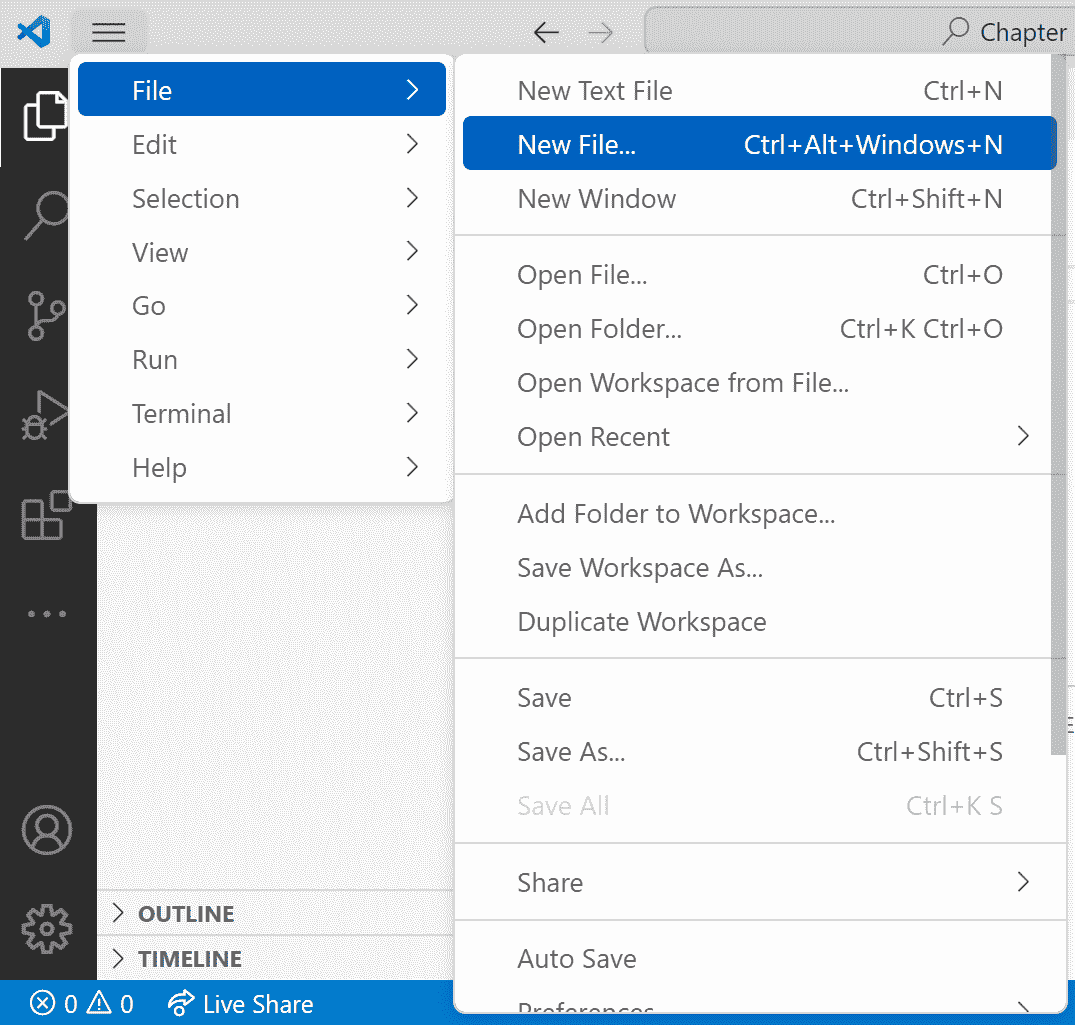 Chapter
File
Edit
Selection
View
Go
Run
Terminal
Help
New Text File Ctrl+N
New File... Ctrl+Alt+Windows+N
New Window Ctrl+Shift+N
Open File... Ctrl+O
Open Folder... Ctrl+K Ctrl+O
Open Workspace from File...
Open Recent
Add Folder to Workspace...
Save Workspace As...
Duplicate Workspace
Save Ctrl+S
Save As... Ctrl+Shift+S
Save All Ctrl+K S
Share
Auto Save
Preferences
OUTLINE
TIMELINE
0 0 Live Share